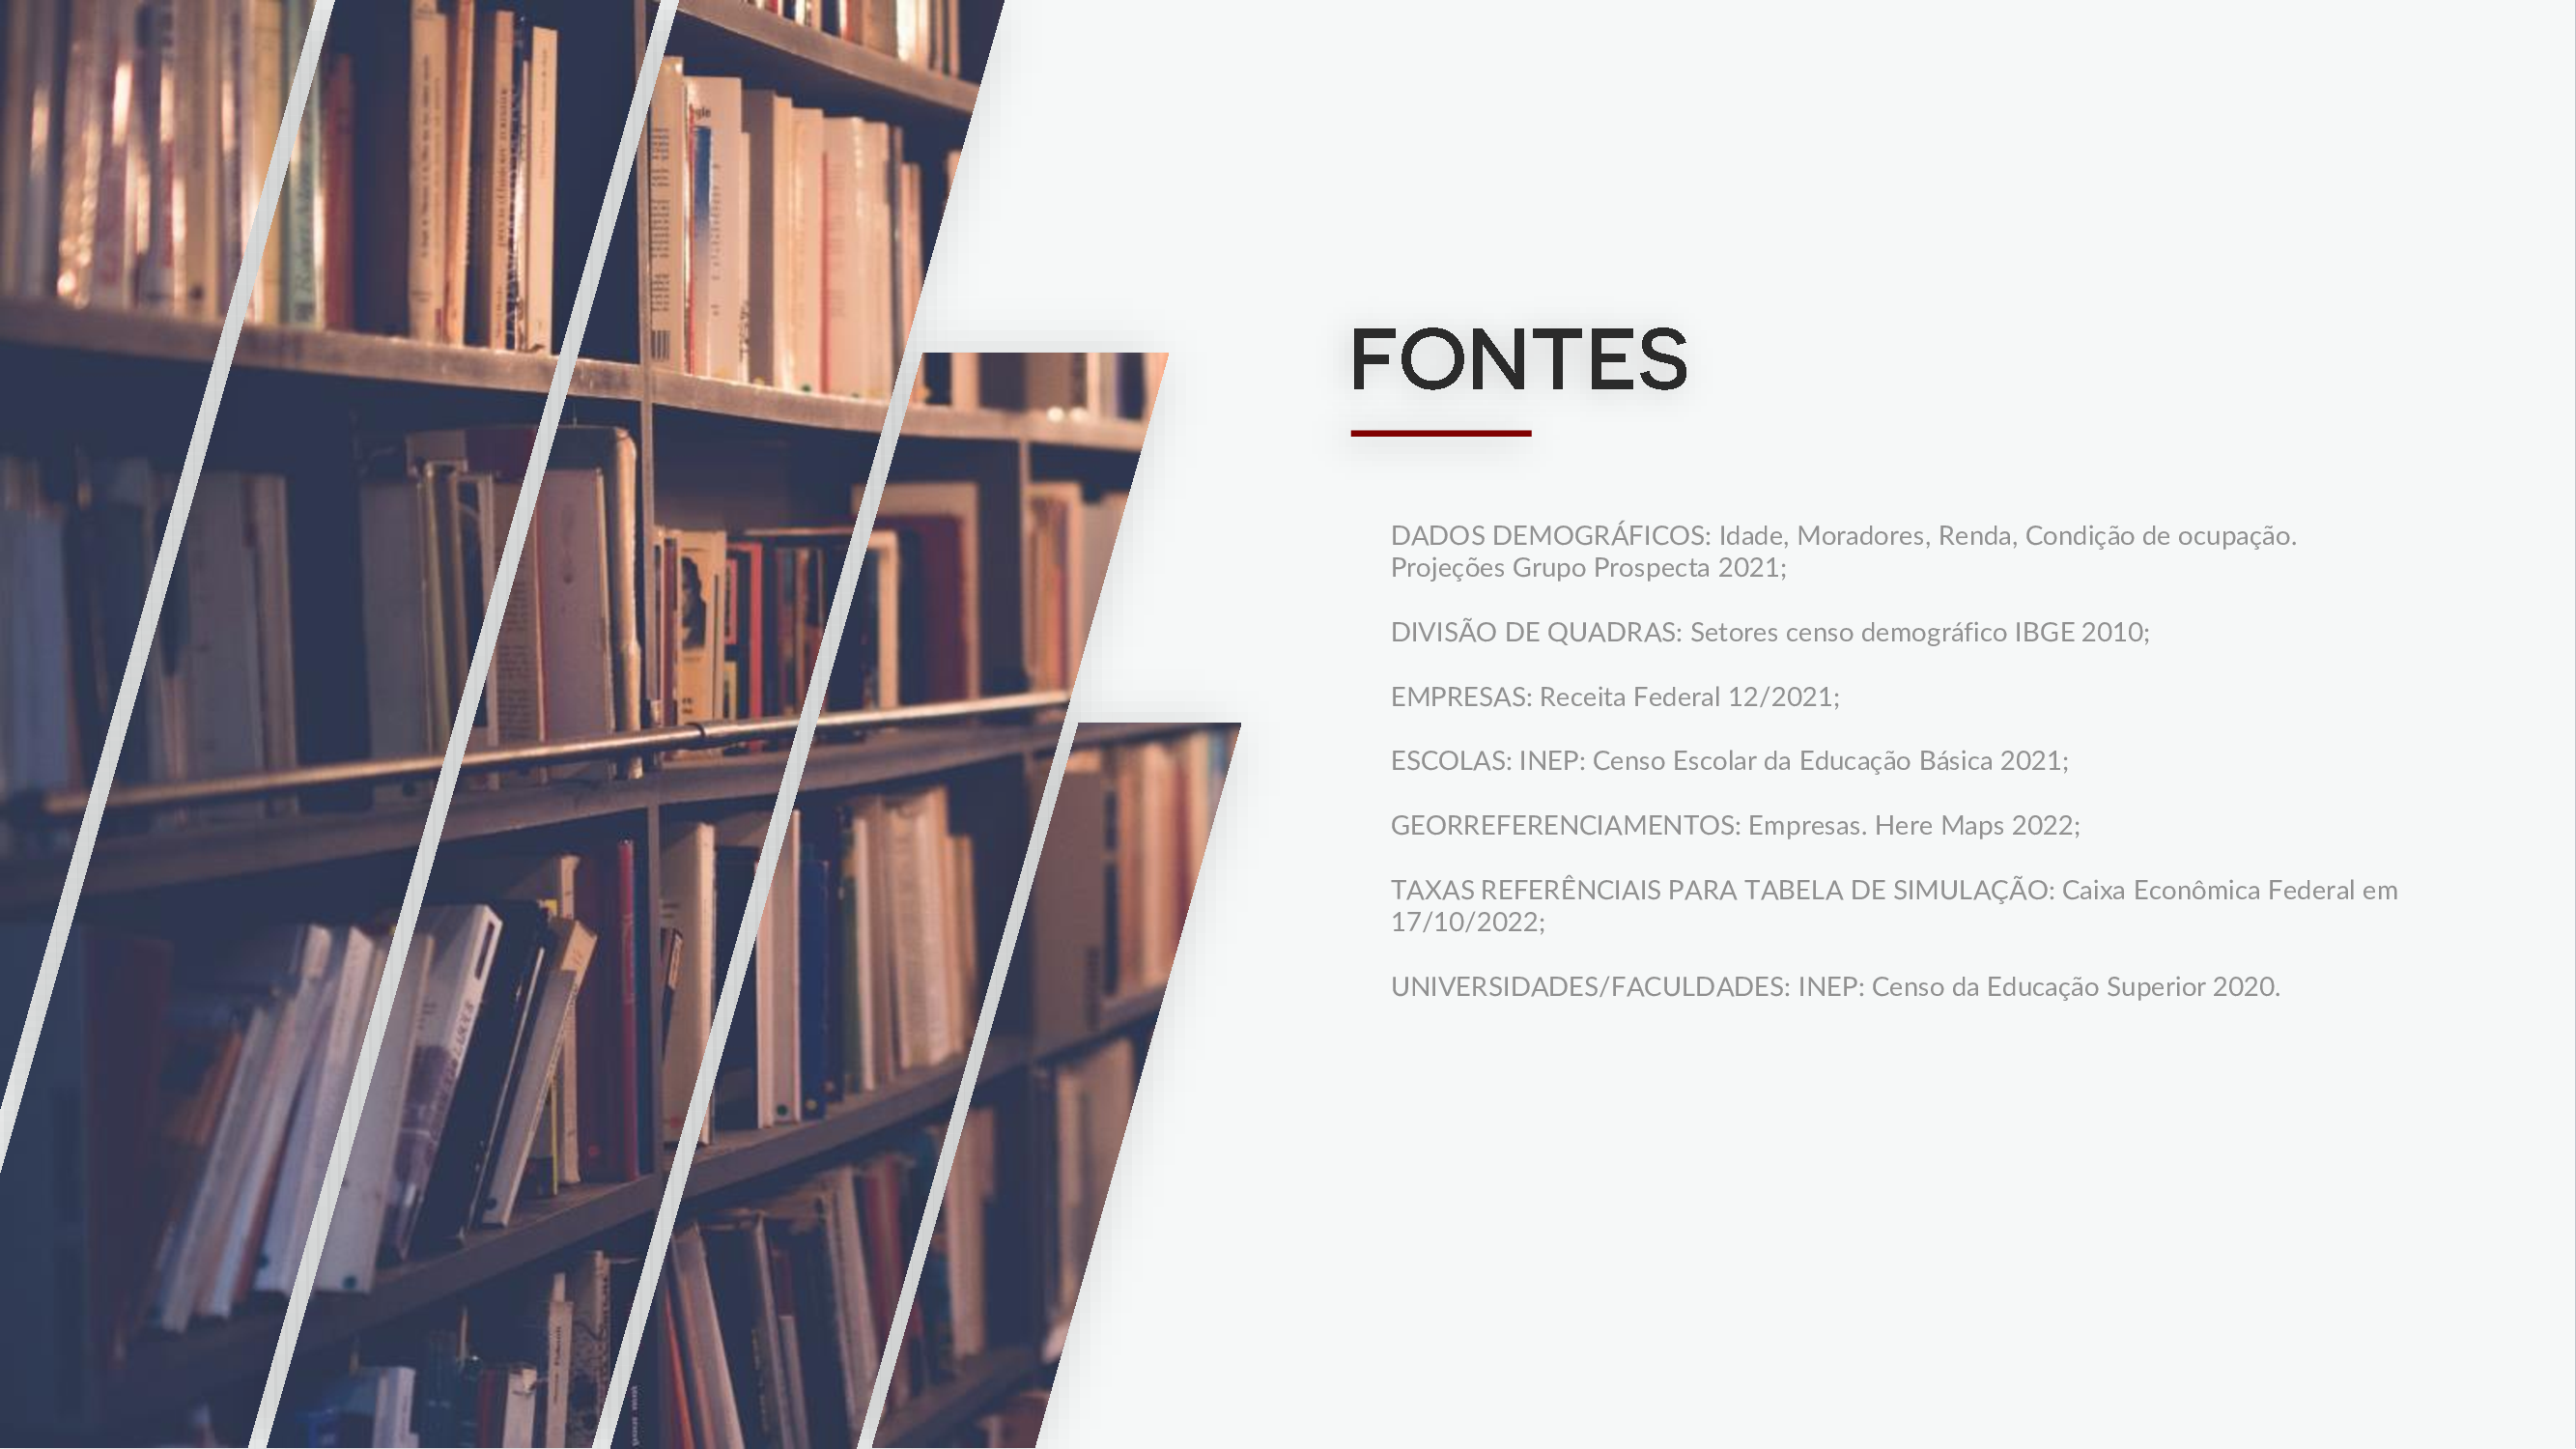 FONTES
DADOS DEMOGRÁFICOS: Idade, Moradores, Renda, Condição de ocupação.
Projeções Grupo Prospecta 2021;
DIVISÃO DE QUADRAS: Setores censo demográfico IBGE 2010;
EMPRESAS: Receita Federal 12/2021;
ESCOLAS: INEP: Censo Escolar da Educação Básica 2021;
GEORREFERENCIAMENTOS: Empresas. Here Maps 2022;
TAXAS REFERÊNCIAIS PARA TABELA DE SIMULAÇÃO: Caixa Econômica Federal em
17/10/2022;
UNIVERSIDADES/FACULDADES: INEP: Censo da Educação Superior 2020.